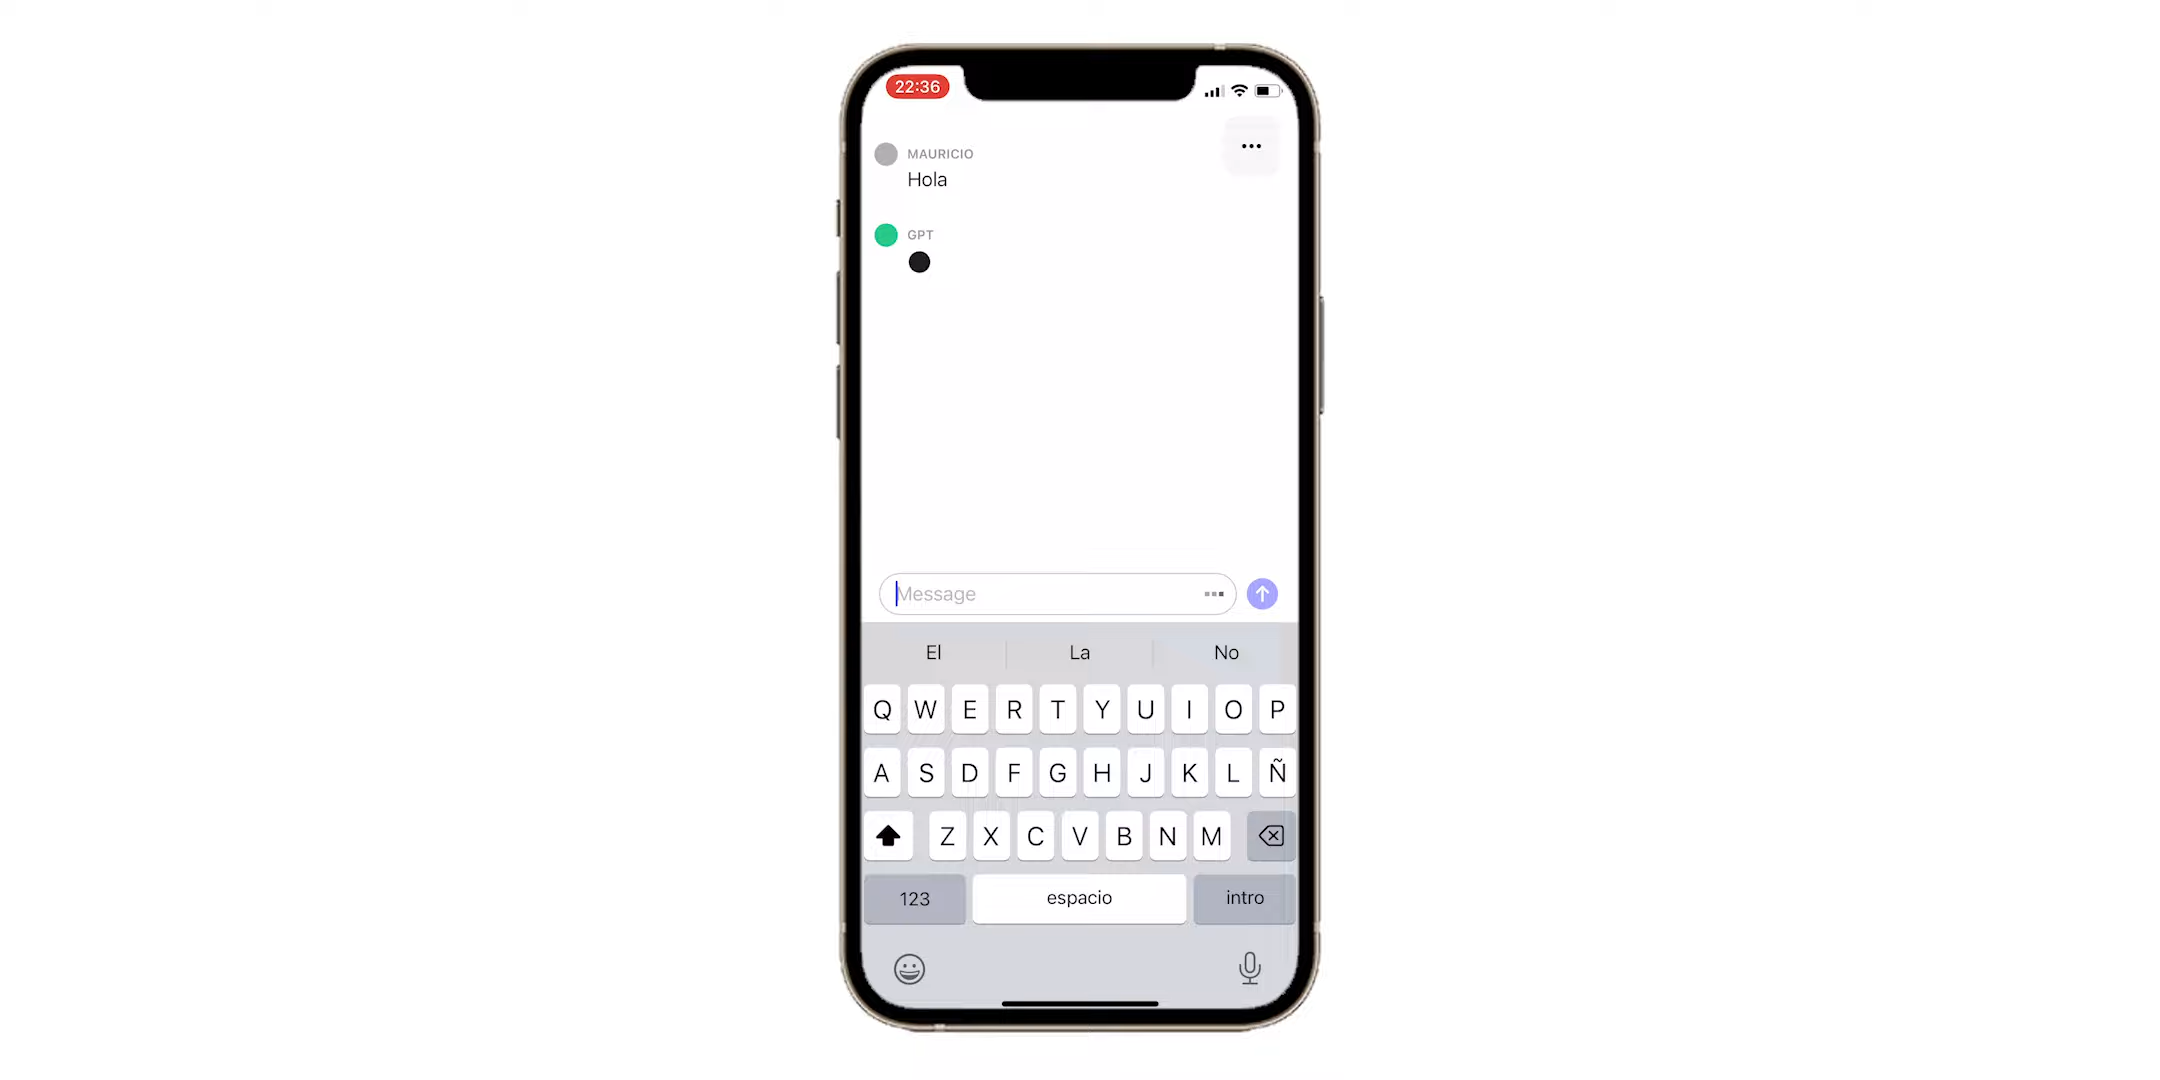 22:36
MAURICIO
Hola
GPT
Message
El La No
Q W E R T Y U I O P
A S D F G H J K L Ñ
Z X C V B N M
123 espacio intro